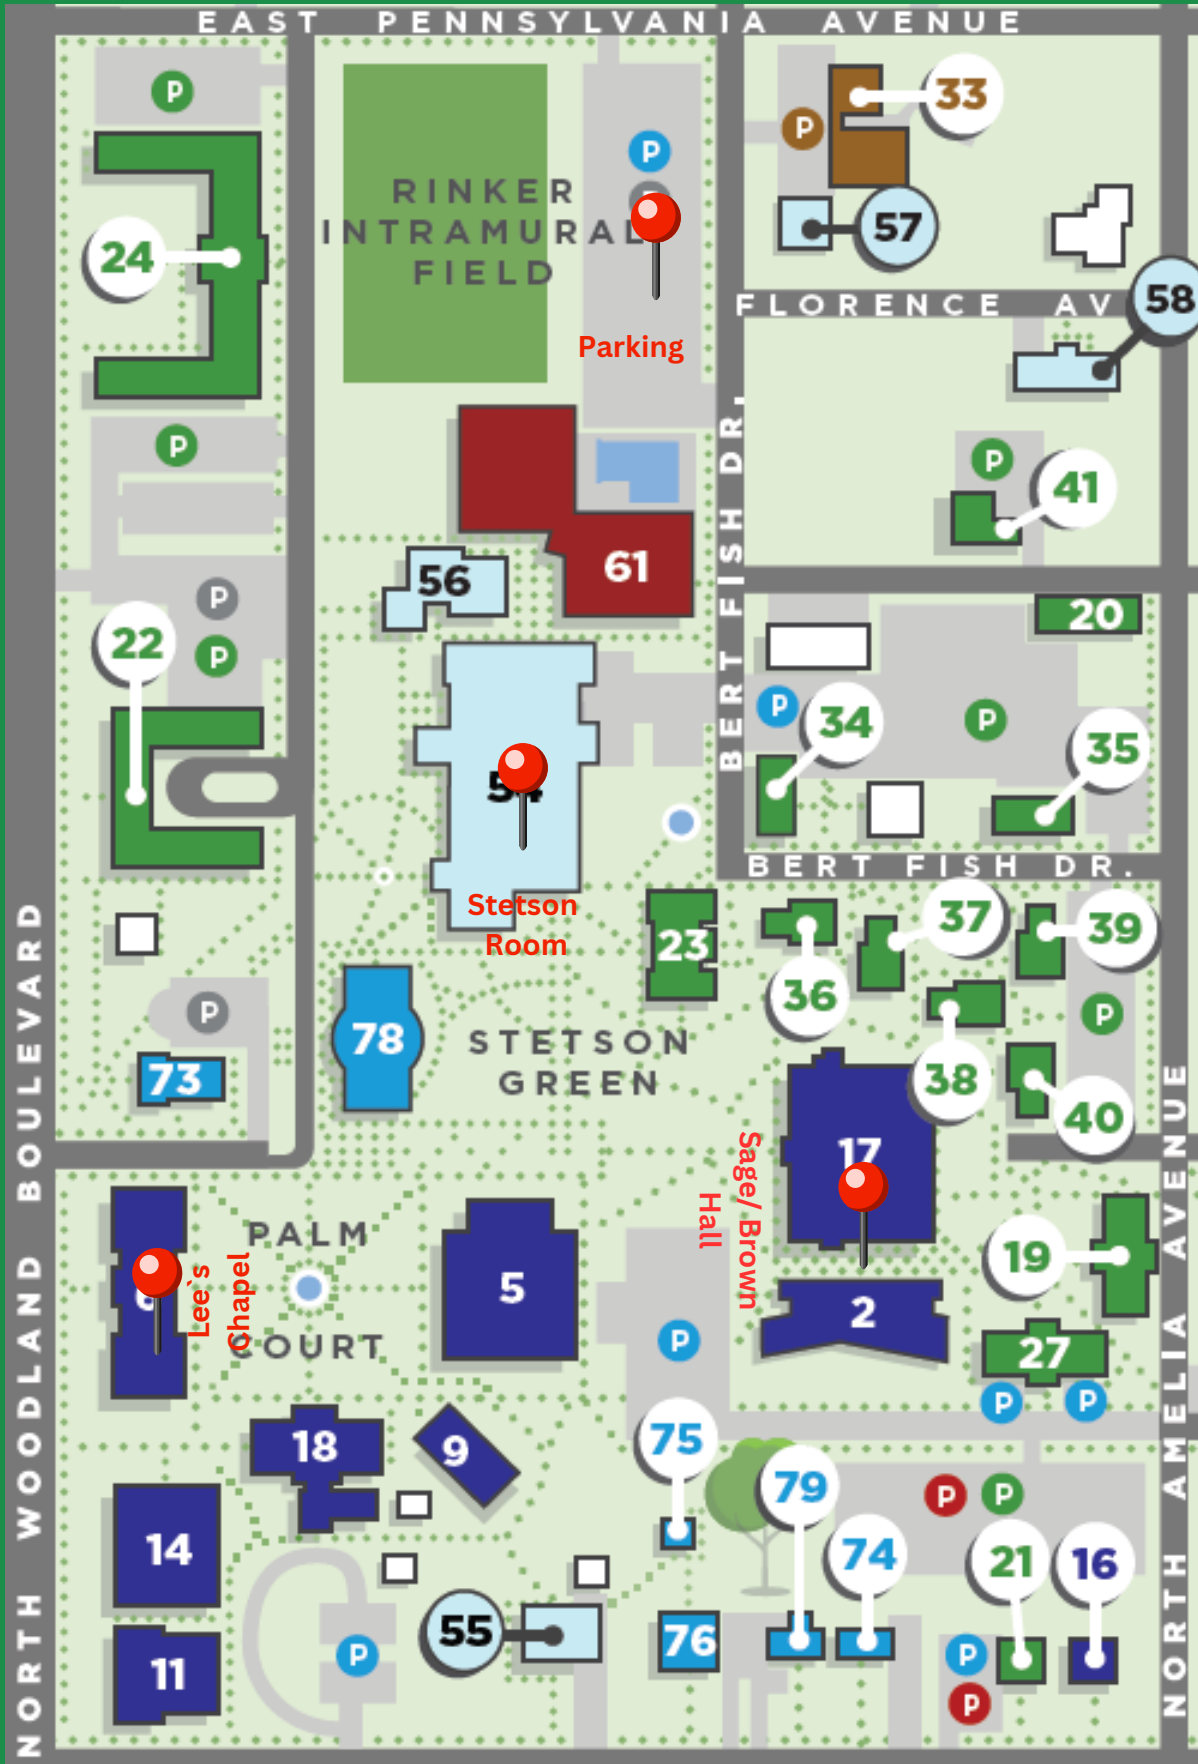 EAST PENNSYLVANIA AVENUE
P
33
P
P
RINKER
INTRAMURAL
FIELD
24
57
FLORENCE AV
58
Parking
P
P
41
BERT FISH DR.
61
56
P
20
22
P
P
34
P
35
BERT FISH DR.
Stetson
Room
23
36
37
39
P
P
73
78
STETSON
GREEN
38
40
17
Sage/ Brown
Hall
NORTH WOODLAND BOULEVARD
PALM
COURT
Lee`s
Chapel
5
19
2
27
P
P
P
NORTH AMELIA AVENUE
18
9
75
79
P
P
14
74
21
16
55
76
P
P
11
P